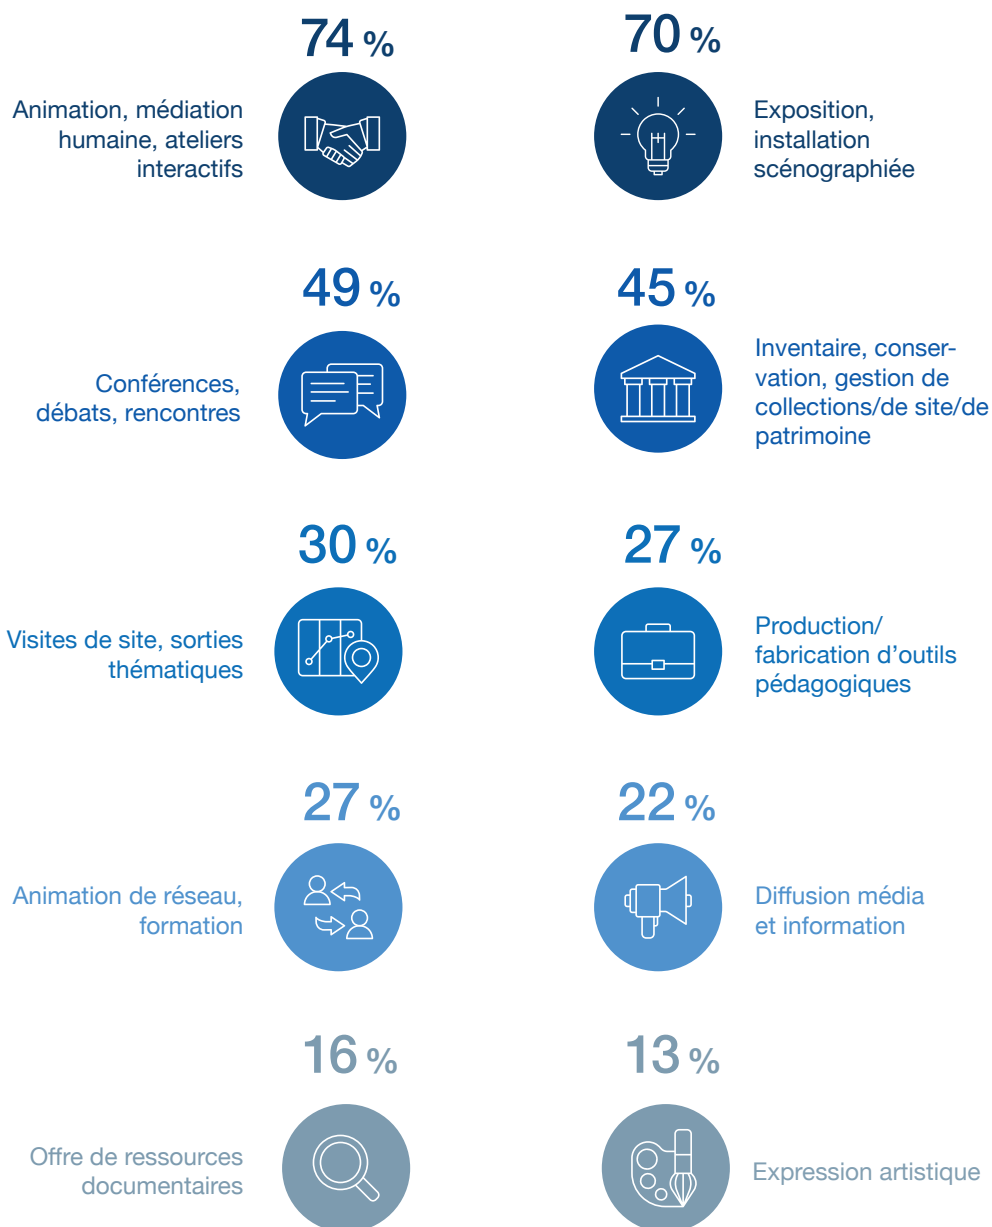 74 %
Animation, médiation
humaine, ateliers
interactifs
70 %
Exposition,
installation
scénographiée
49 %
Conférences,
débats, rencontres
45 %
Inventaire, conser-
vation, gestion de
collections/de site/de
patrimoine
30 %
Visites de site, sorties
thématiques
27 %
Production/
fabrication d’outils
pédagogiques
27 %
Animation de réseau,
formation
22 %
Diffusion média
et information
16 %
Offre de ressources
documentaires
13 %
Expression artistique